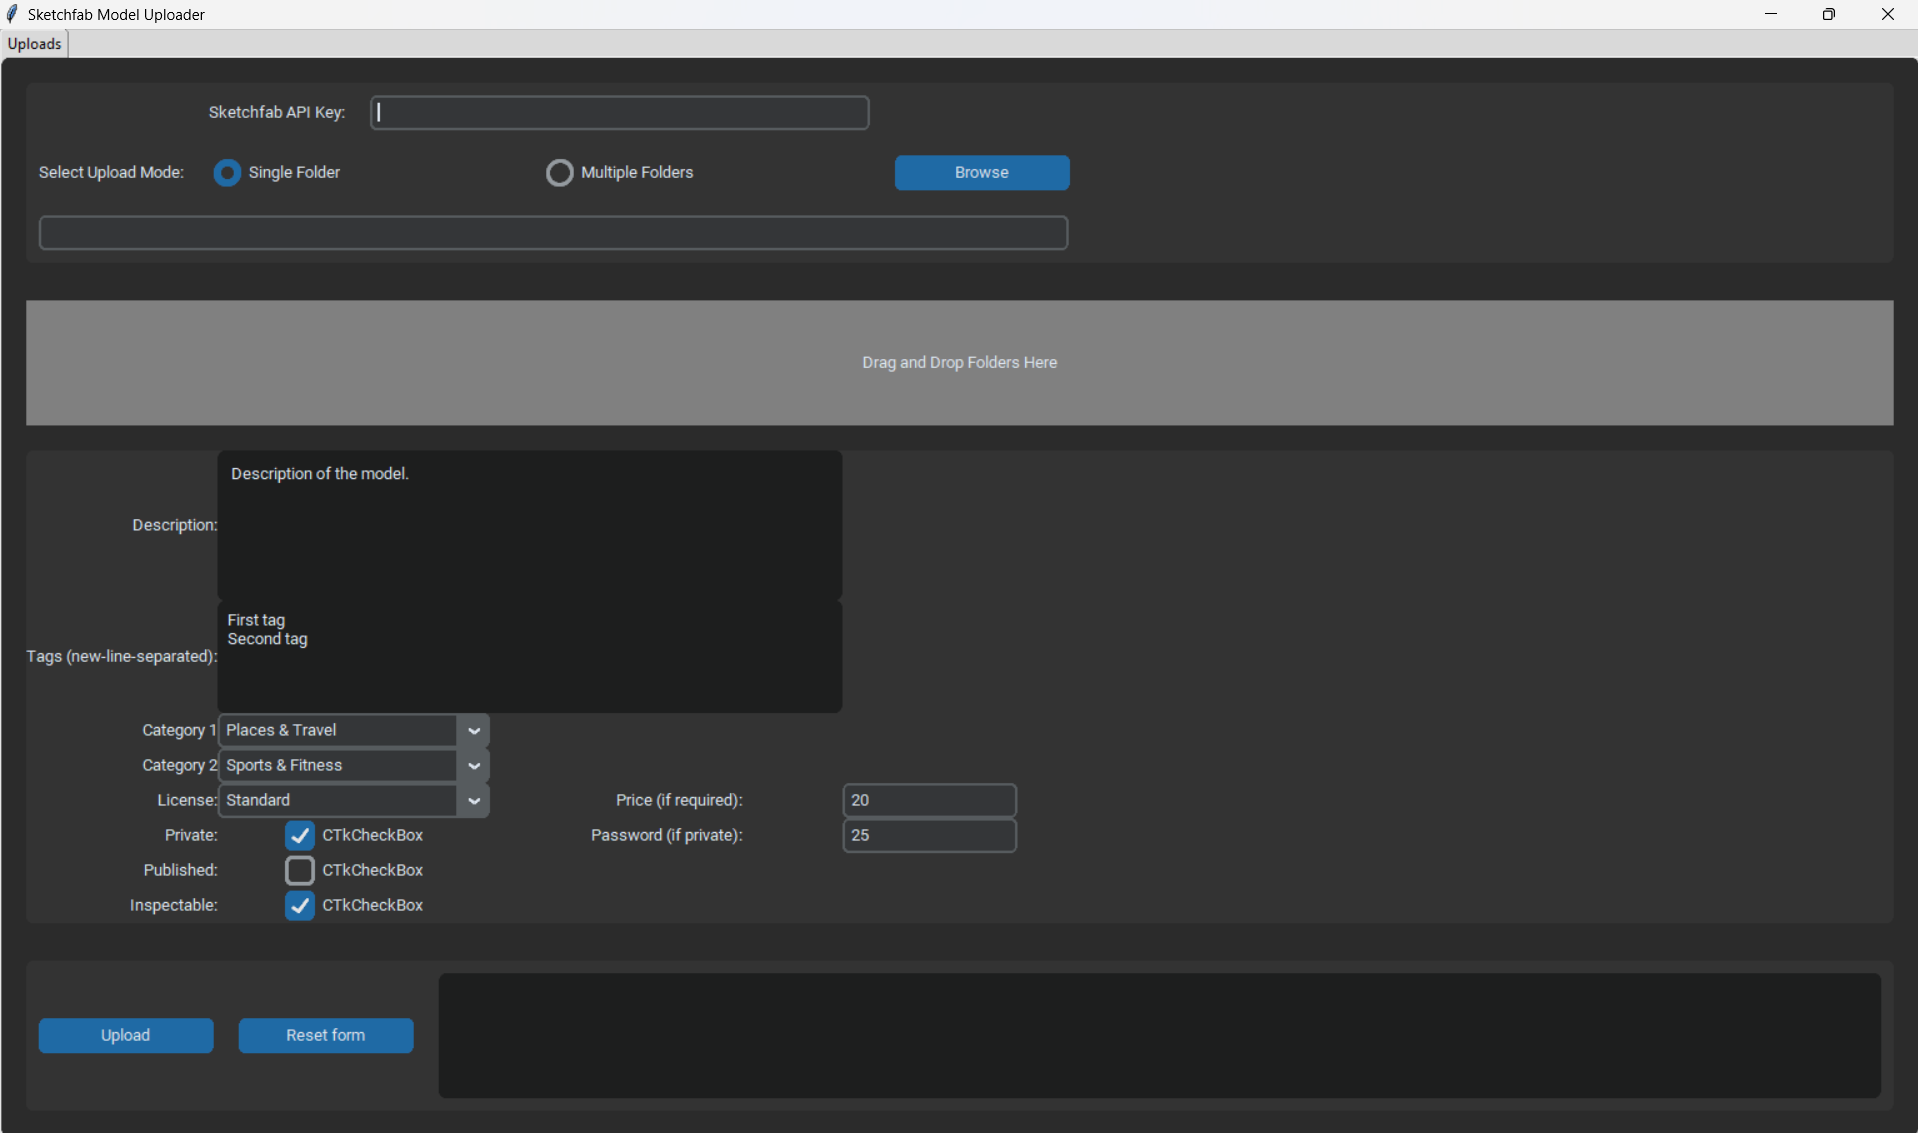 Sketchfab Model Uploader
Uploads
Sketchfab API Key:
Select Upload Mode: Single Folder Multiple Folders Browse
Drag and Drop Folders Here
Description of the model.
Description:
First tag
Second tag
Tags (new-line-separated):
Category 1 Places & Travel
Category 2 Sports & Fitness
License: Standard Price (if required): 20
Private: CTkCheckBox Password (if private): 25
Published: CTkCheckBox
Inspectable: CTkCheckBox
Upload Reset form